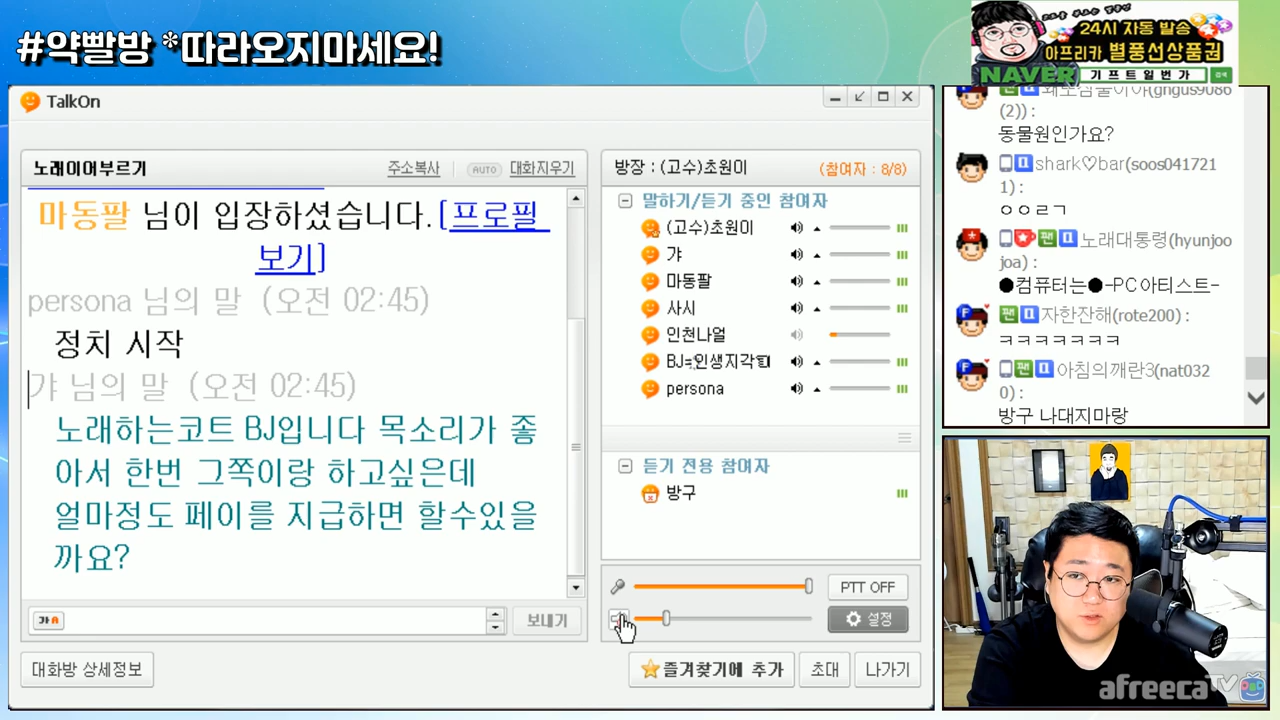 #약빨방 *따라오지마세요!
24시 자동 발송
아프리카 별풍선상품권
NAVER 기프트일번가 검색
TalkOn
노래이어부르기
주소복사
AUTO
대화지우기
마동팔 님이 입장하셨습니다.[프로필
보기]
persona 님의 말 (오전 02:45)
정치 시작
갸 님의 말 (오전 02:45)
노래하는코트 BJ입니다 목소리가 좋
아서 한번 그쪽이랑 하고싶은데
얼마정도 페이를 지급하면 할수있을
까요?
가A
보내기
대화방 상세정보
방장 : (고수)초원이
(참여자 : 8/8)
말하기/듣기 중인 참여자
(고수)초원이
갸
마동팔
사시
인천나얼
persona
듣기 전용 참여자
방구
PTT OFF
설정
즐겨찾기에 추가
초대
나가기
(2)) :
동물원인가요?
shark♡bar(soos041721
1) :
ㅇㅇㄹㄱ
팬 노래대통령(hyunjoo
joa) :
●컴퓨터는●-PC아티스트-
F 팬 자한잔해(rote200) :
ㅋㅋㅋㅋㅋㅋㅋ
F 팬 아침의깨란3(nat032
0) :
방구 나대지마랑
afreecaTV